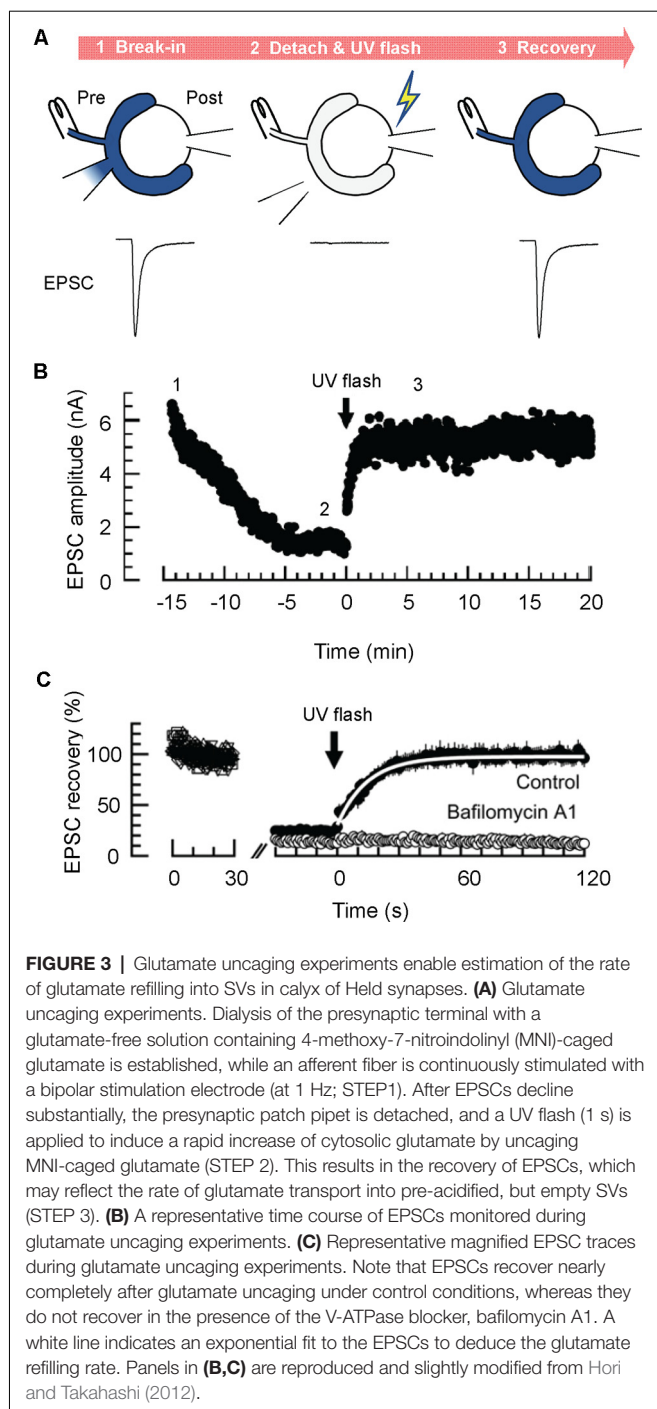 A
1 Break-in 2 Detach & UV flash 3 Recovery
Pre Post
EPSC
B
UV flash
1
3
2
EPSC amplitude (nA)
6
4
2
0
-15 -10 -5 0 5 10 15 20
Time (min)
C
UV flash
EPSC recovery (%)
100
50
0
Control
Bafilomycin A1
0 30 0 60 120
Time (s)
FIGURE 3 | Glutamate uncaging experiments enable estimation of the rate
of glutamate refilling into SVs in calyx of Held synapses. (A) Glutamate
uncaging experiments. Dialysis of the presynaptic terminal with a
glutamate-free solution containing 4-methoxy-7-nitroindolinyl (MNI)-caged
glutamate is established, while an afferent fiber is continuously stimulated with
a bipolar stimulation electrode (at 1 Hz; STEP1). After EPSCs decline
substantially, the presynaptic patch pipet is detached, and a UV flash (1 s) is
applied to induce a rapid increase of cytosolic glutamate by uncaging
MNI-caged glutamate (STEP 2). This results in the recovery of EPSCs, which
may reflect the rate of glutamate transport into pre-acidified, but empty SVs
(STEP 3). (B) A representative time course of EPSCs monitored during
glutamate uncaging experiments. (C) Representative magnified EPSC traces
during glutamate uncaging experiments. Note that EPSCs recover nearly
completely after glutamate uncaging under control conditions, whereas they
do not recover in the presence of the V-ATPase blocker, bafilomycin A1. A
white line indicates an exponential fit to the EPSCs to deduce the glutamate
refilling rate. Panels in (B,C) are reproduced and slightly modified from Hori
and Takahashi (2012).